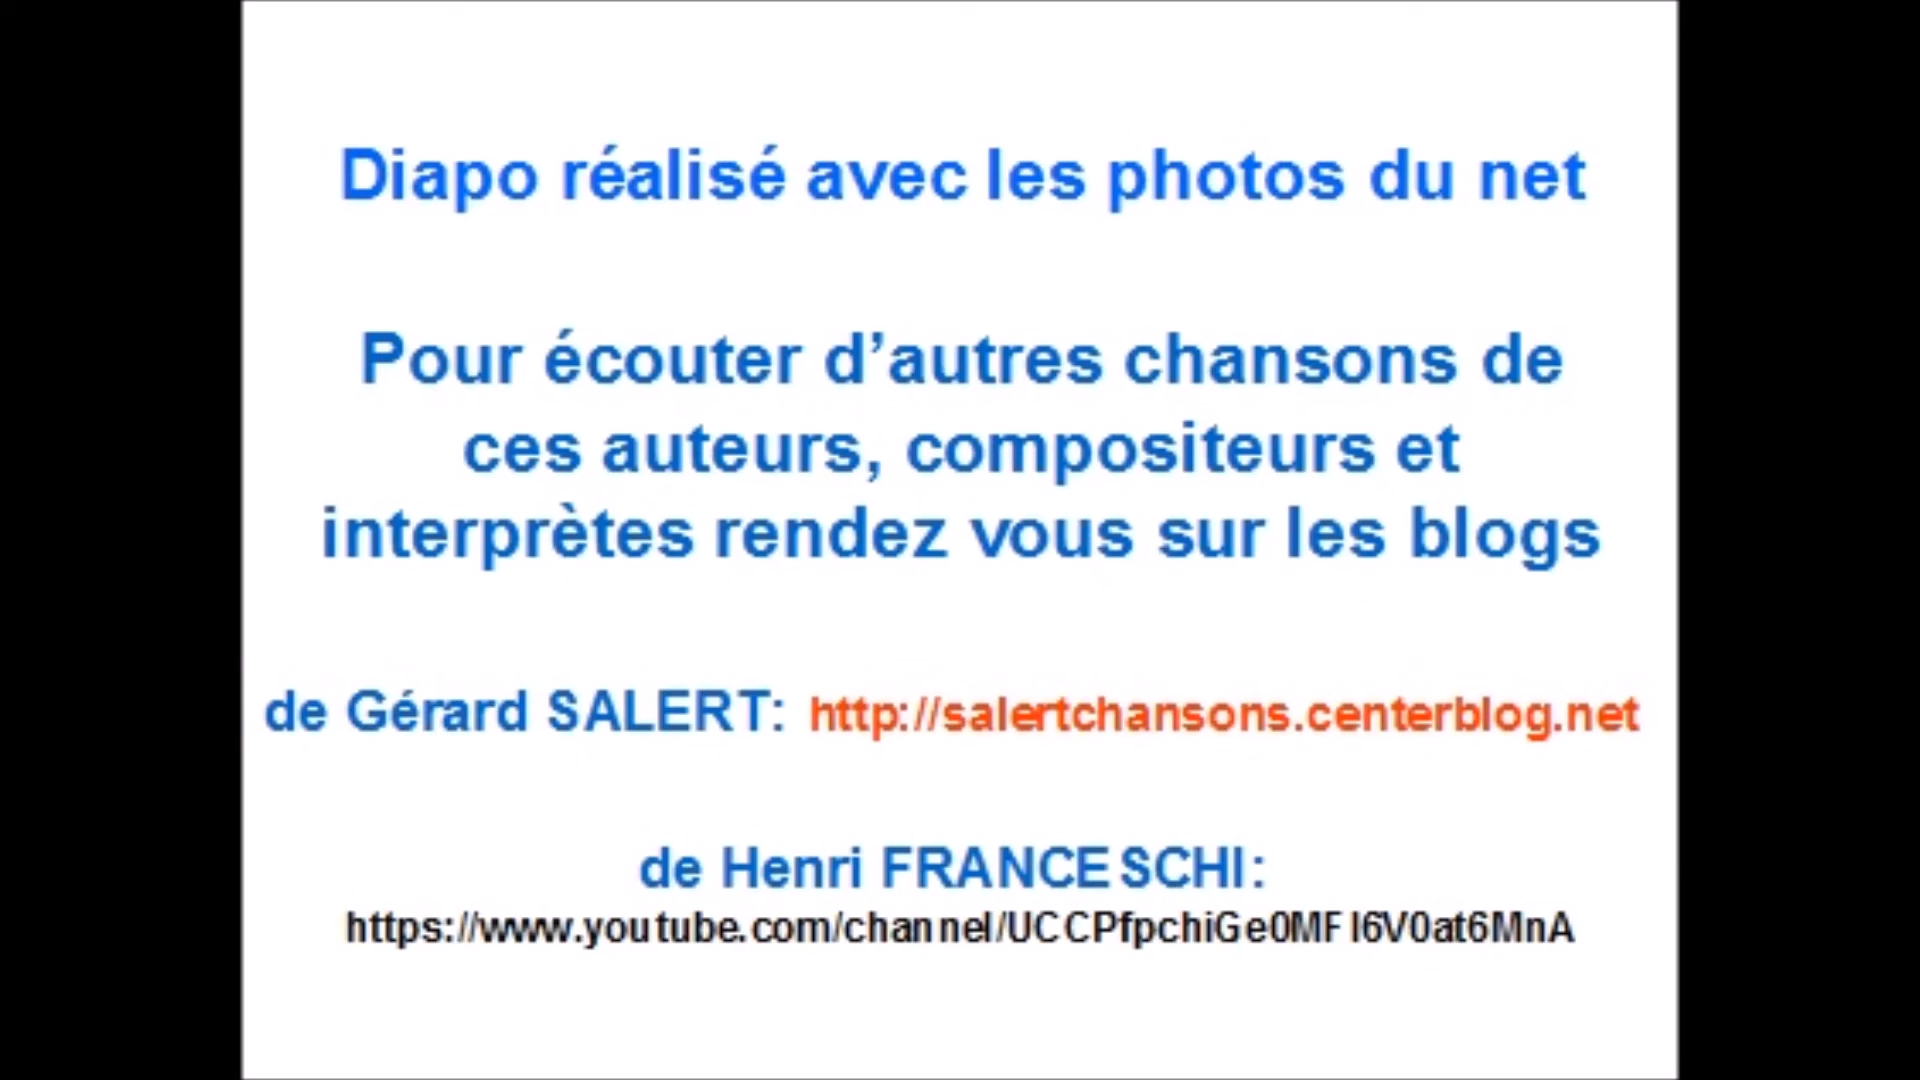 Diapo réalisé avec les photos du net
Pour écouter d’autres chansons de
ces auteurs, compositeurs et
interprètes rendez vous sur les blogs
de Gérard SALERT: http://salertchansons.centerblog.net
de Henri FRANCESCHI:
https://www.youtube.com/channel/UCCPfpchiGe0MFI6V0at6MnA